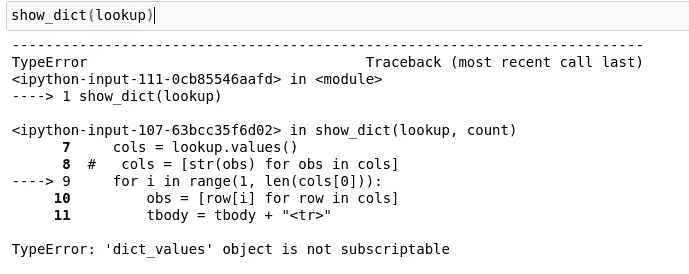 show_dict(lookup)
---------------------------------------------------------------------------
TypeError                                 Traceback (most recent call last)
<ipython-input-111-0cb85546aafd> in <module>
----> 1 show_dict(lookup)

<ipython-input-107-63bcc35f6d02> in show_dict(lookup, count)
      7     cols = lookup.values()
      8 #   cols = [str(obs) for obs in cols]
----> 9     for i in range(1, len(cols[0])):
     10         obs = [row[i] for row in cols]
     11         tbody = tbody + "<tr>"

TypeError: 'dict_values' object is not subscriptable